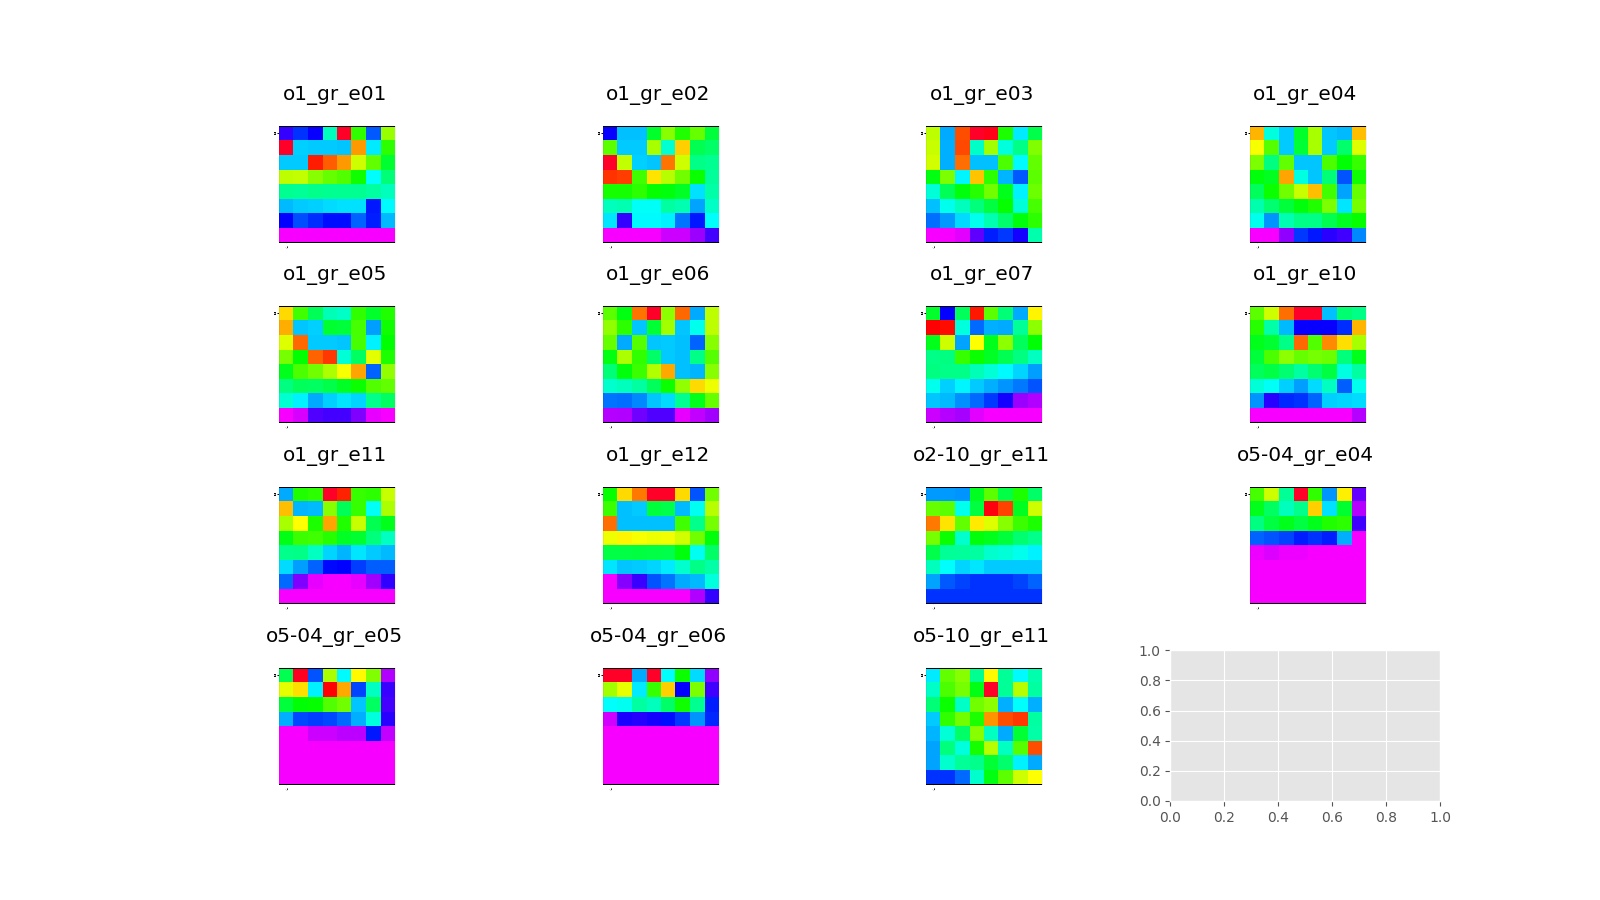 o1_gr_e01 o1_gr_e02 o1_gr_e03 o1_gr_e04
o1_gr_e05 o1_gr_e06 o1_gr_e07 o1_gr_e10
o1_gr_e11 o1_gr_e12 o2-10_gr_e11 o5-04_gr_e04
o5-04_gr_e05 o5-04_gr_e06 o5-10_gr_e11
1.0
0.8
0.6
0.4
0.2
0.0
0.0 0.2 0.4 0.6 0.8 1.0